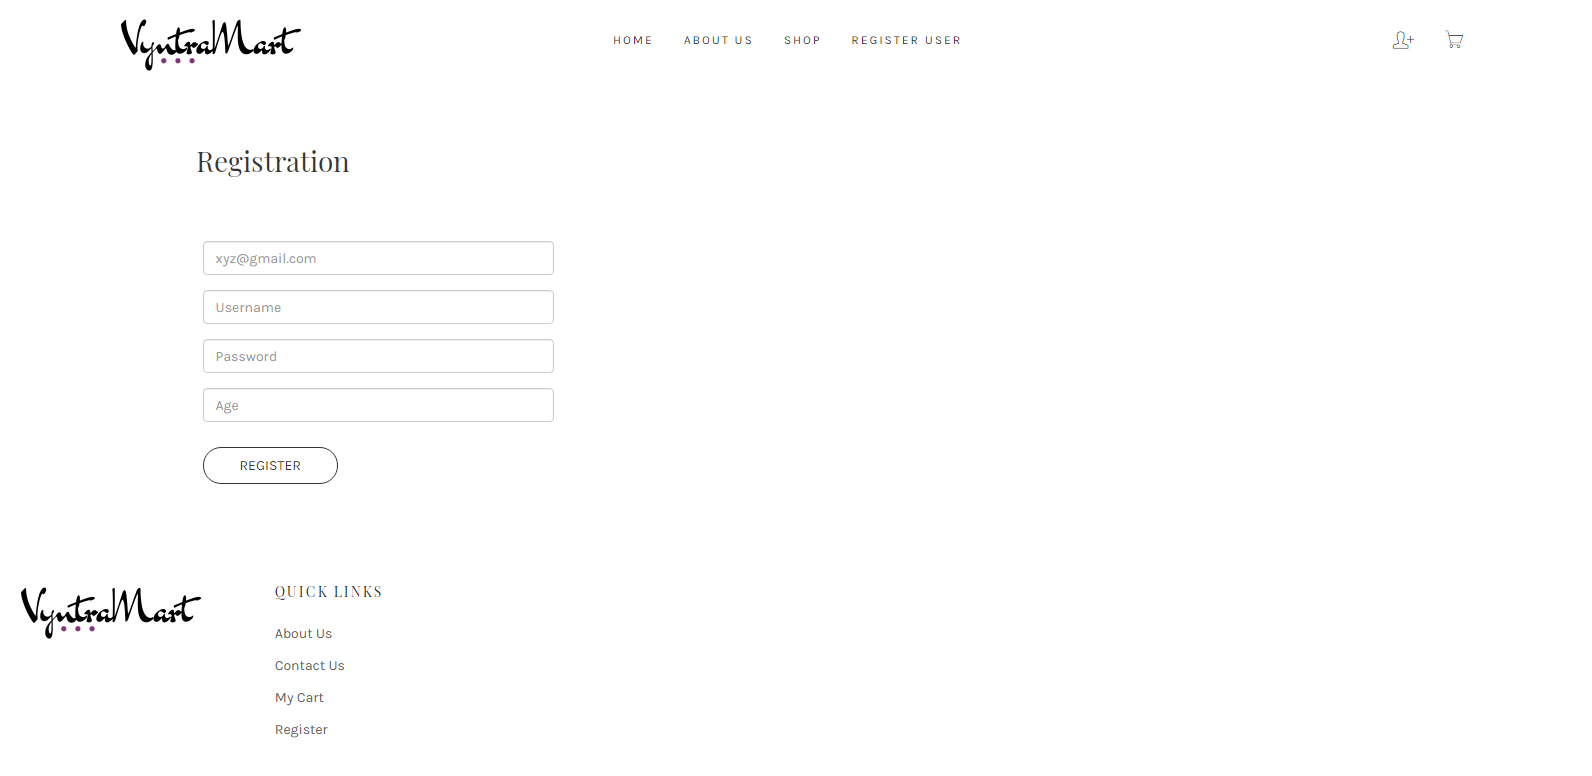 VyntraMart
HOME ABOUT US SHOP REGISTER USER
Registration
xyz@gmail.com
Username
Password
Age
REGISTER
VyntraMart
QUICK LINKS
About Us
Contact Us
My Cart
Register